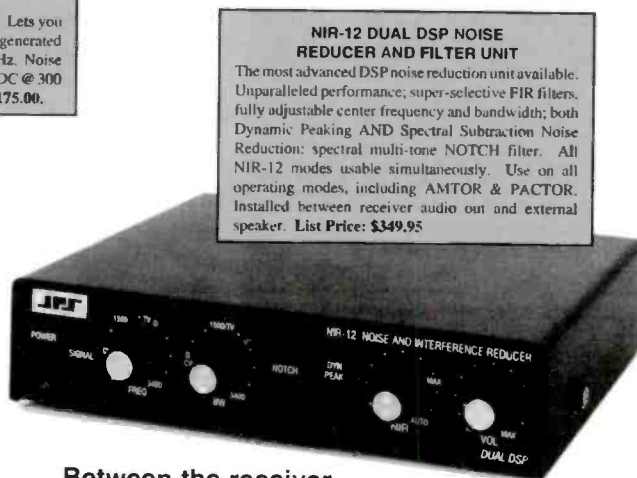 Lets you
generated
Hz. Noise
DC @ 300
175.00.
NIR-12 DUAL DSP NOISE
REDUCER AND FILTER UNIT
The most advanced DSP noise reduction unit available.
Unparalleled performance; super-selective FIR filters,
fully adjustable center frequency and bandwidth; both
Dynamic Peaking AND Spectral Subtraction Noise
Reduction; spectral multi-tone NOTCH filter. All
NIR-12 modes usable simultaneously. Use on all
operating modes, including AMTOR & PACTOR.
Installed between receiver audio out and external
speaker. List Price: $349.95
JPS
NIR-12 NOISE AND INTERFERENCE REDUCER
1500
1500/TV
POWER
SIGNAL
3400
FREQ
3400
BW
NOTCH
DYN
PEAK
AUTO
NIR
MAX
VOL
MAX
DUAL DSP
Between the receiver